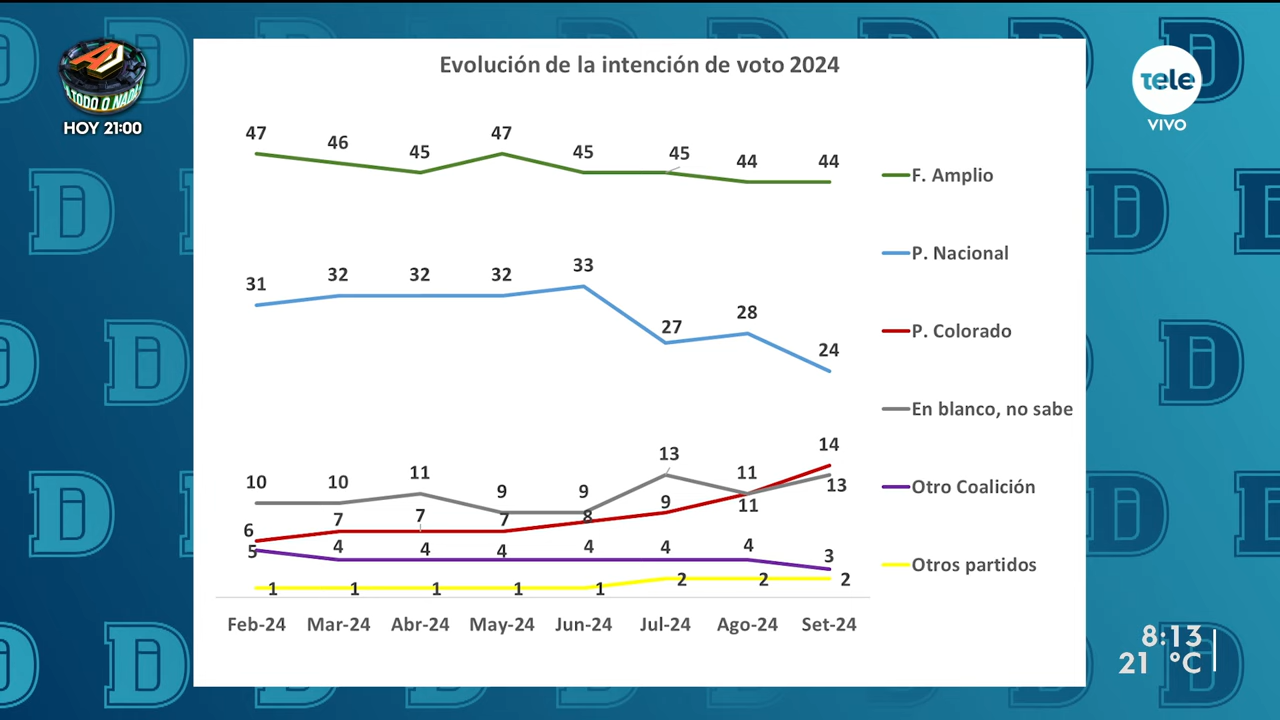 Evolución de la intención de voto 2024
AJ
A TODO O NADA
HOY 21:00
tele
VIVO
47 46 45 47 45 45 44 44
31 32 32 32 33 27 28 24
10 10 11 9 9 13 11 13
6 7 7 7 8 9 11 14
5 4 4 4 4 4 4 3
1 1 1 1 1 2 2 2
Feb-24 Mar-24 Abr-24 May-24 Jun-24 Jul-24 Ago-24 Set-24
F. Amplio
P. Nacional
P. Colorado
En blanco, no sabe
Otro Coalición
Otros partidos
8:13
21 °C